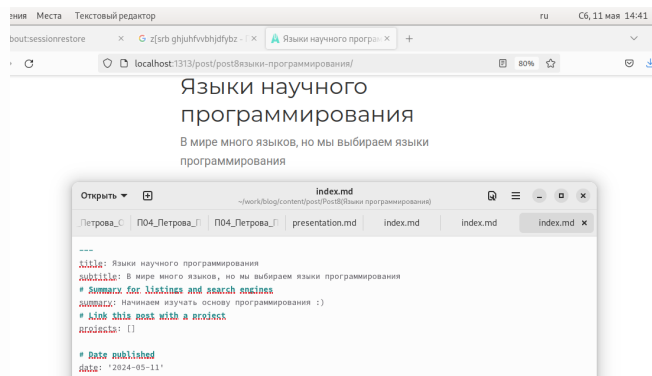 ения Места Текстовый редактор ru Сб, 11 мая 14:41
bout:sessionrestore × G z[srb ghjuhfvvbhjdfybz - × Языки научного програм × +
localhost:1313/post/post8языки-программирования/ 80%
Языки научного
программирования
В мире много языков, но мы выбираем языки
программирования
Открыть index.md
~/work/blog/content/post/Post8(Языки программирования)
_Петрова_С П04_Петрова_Г П04_Петрова_Г presentation.md index.md index.md index.md ×
---
title: Языки научного программирования
subtitle: В мире много языков, но мы выбираем языки программирования
# Summary for listings and search engines
summary: Начинаем изучать основу программирования :)
# Link this post with a project
projects: []
# Date published
date: '2024-05-11'